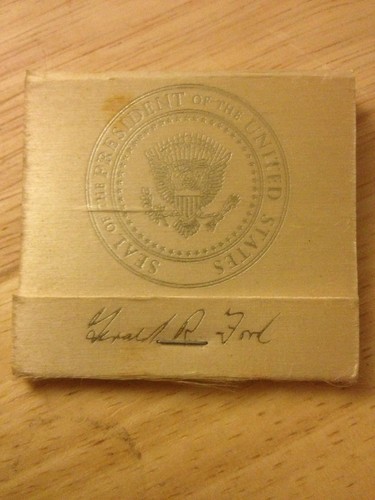 SEAL OF THE PRESIDENT OF THE UNITED STATES
Gerald R. Ford